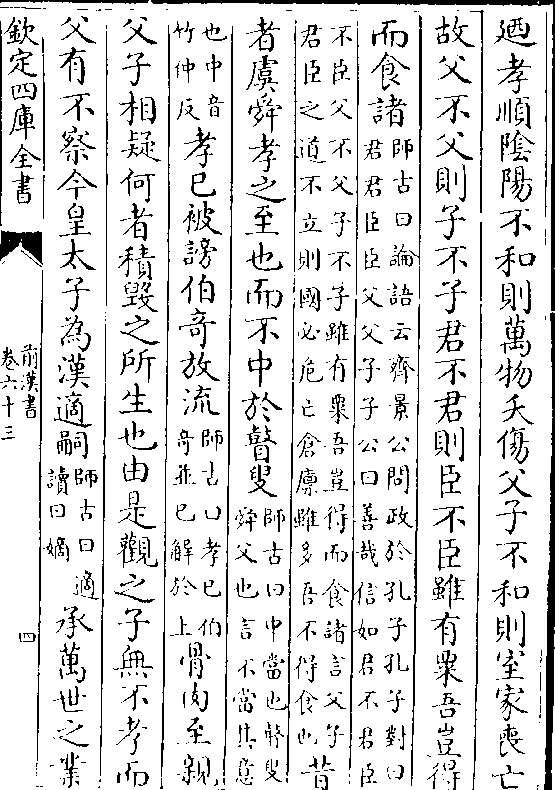 廼孝順陰陽不和則萬物夭傷父子不和則室家喪亡
故父不父則子不子君不君則臣不臣雖有粟吾豈得
而食諸師古曰論語云齊景公問政於孔子孔子對曰
君君臣臣父父子子公曰善哉信如君不君臣
不臣父不父子不子雖有粟吾豈得而食諸言父子
君臣之道不立則國必危亡倉廪雖多吾不得食也昔
者虞舜孝之至也而不中於瞽叟師古曰中當也瞽叟
舜父也言不當其意
也中音
竹仲反孝已被謗伯奇放流師古曰孝已伯
奇並已解於上骨肉至親
父子相疑何者積毀之所生也由是觀之子無不孝而
父有不察今皇太子為漢適嗣師古曰適
讀曰嫡承萬世之業
欽定四庫全書
前漢書
卷六十三
四